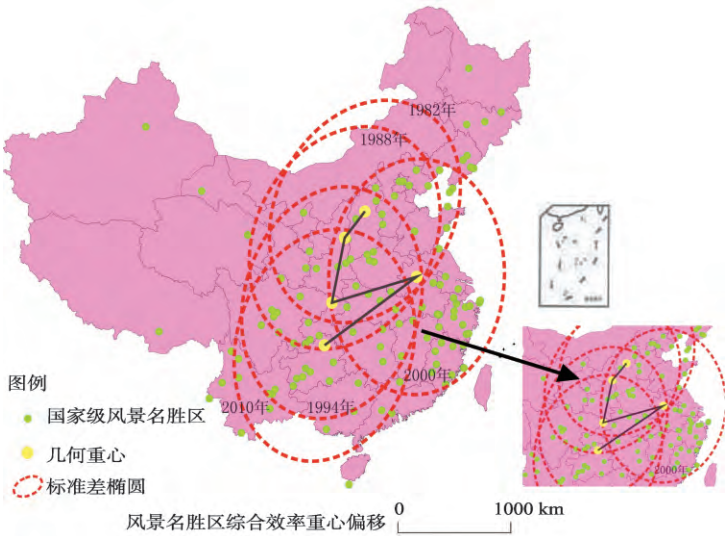 1982年
1988年
2000年
2010年
1994年
2000年
图例
国家级风景名胜区
几何重心
标准差椭圆
风景名胜区综合效率重心偏移
0 1000 km